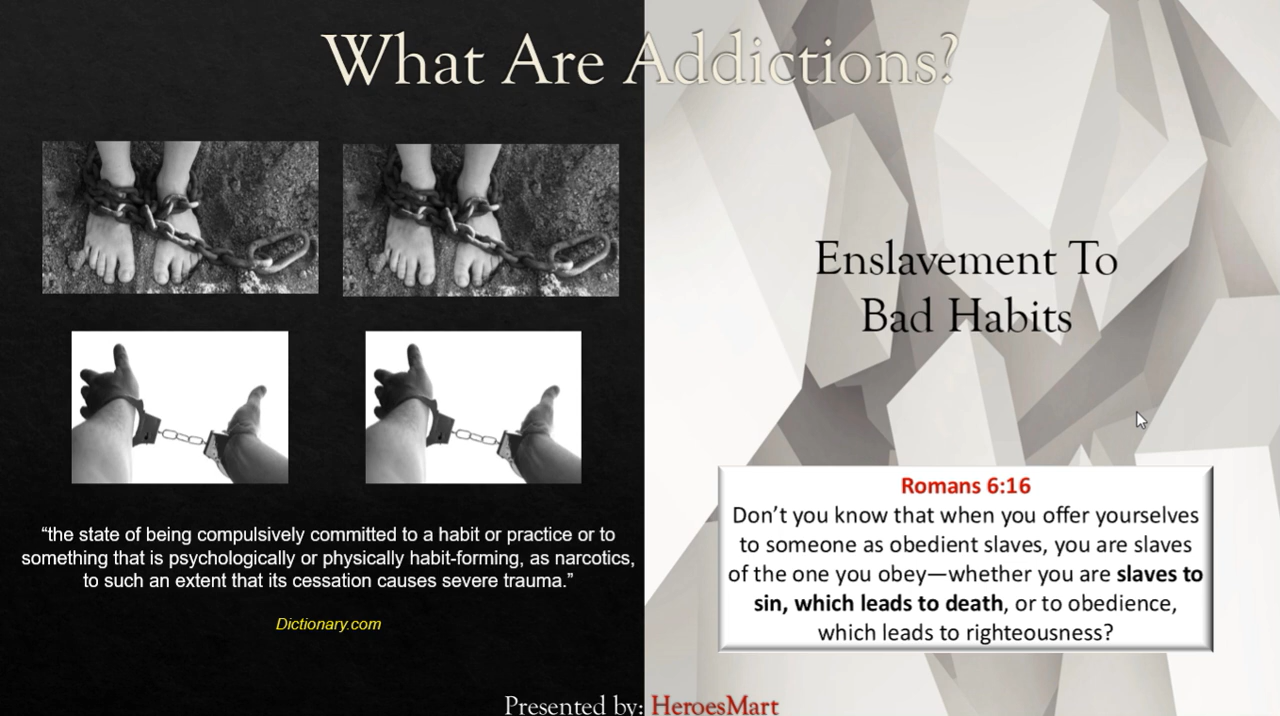 What Are Addictions?
“the state of being compulsively committed to a habit or practice or to
something that is psychologically or physically habit-forming, as narcotics,
to such an extent that its cessation causes severe trauma.”
Dictionary.com
Enslavement To
Bad Habits
Romans 6:16
Don’t you know that when you offer yourselves
to someone as obedient slaves, you are slaves
of the one you obey—whether you are slaves to
sin, which leads to death, or to obedience,
which leads to righteousness?
Presented by: HeroesMart